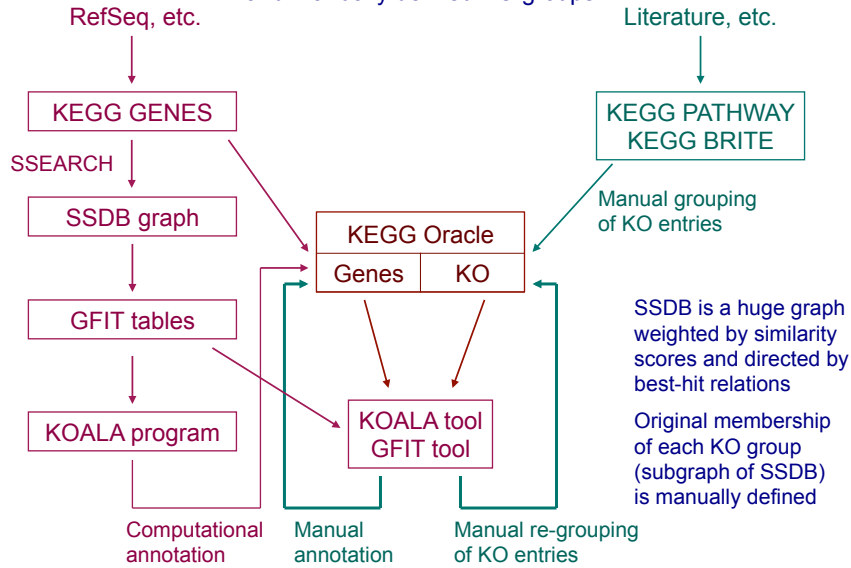 RefSeq, etc.
Literature, etc.
KEGG GENES
KEGG PATHWAY
KEGG BRITE
SSEARCH
Manual grouping
of KO entries
SSDB graph
KEGG Oracle
Genes
KO
GFIT tables
SSDB is a huge graph
weighted by similarity
scores and directed by
best-hit relations
KOALA program
KOALA tool
GFIT tool
Original membership
of each KO group
(subgraph of SSDB)
is manually defined
Computational
annotation
Manual
annotation
Manual re-grouping
of KO entries